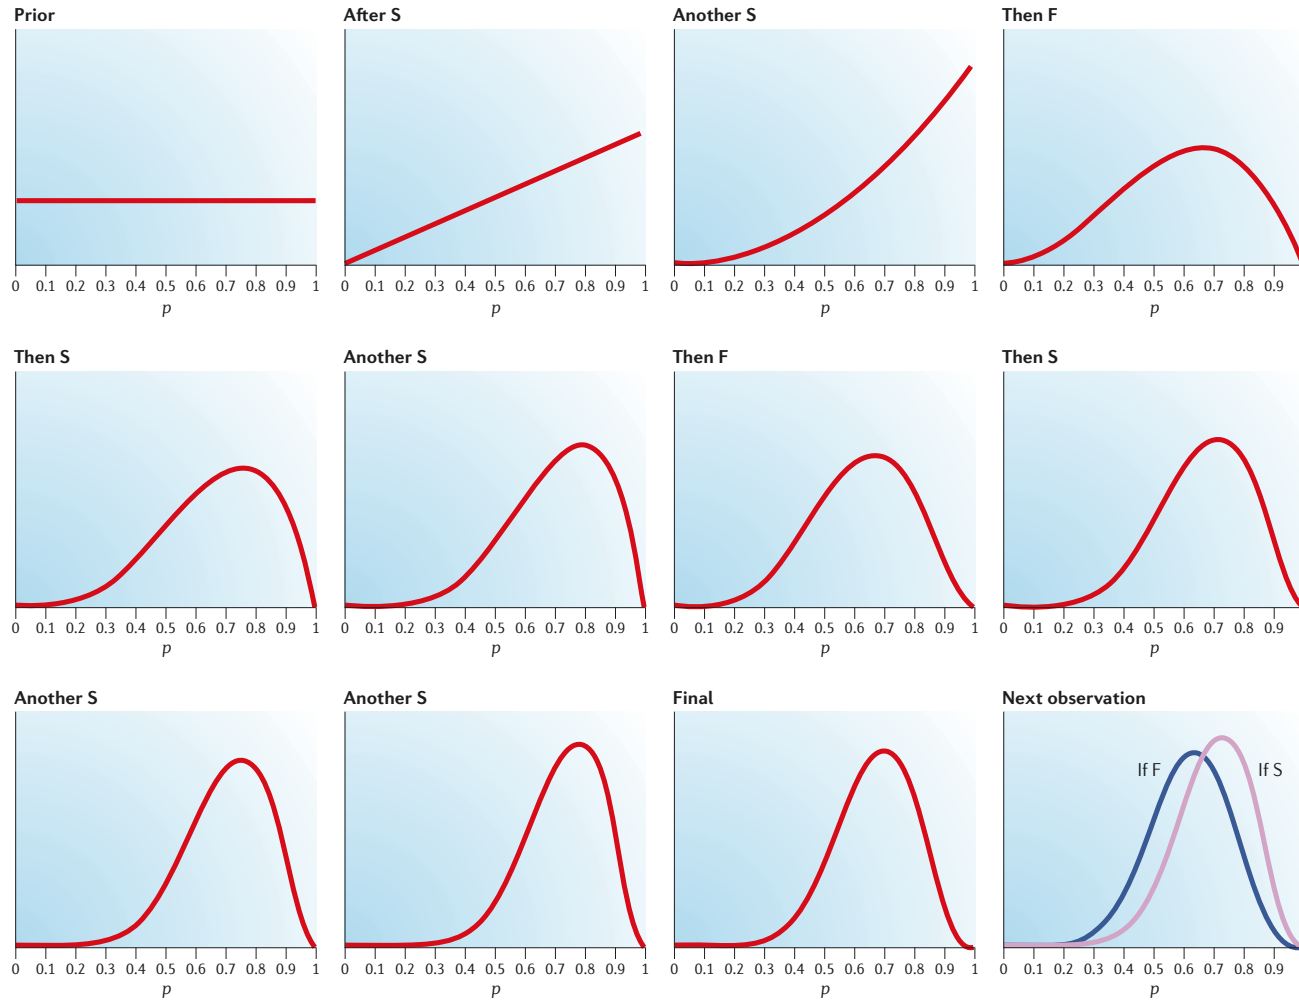 Prior
0 0.1 0.2 0.3 0.4 0.5 0.6 0.7 0.8 0.9 1
p
After S
0 0.1 0.2 0.3 0.4 0.5 0.6 0.7 0.8 0.9 1
p
Another S
0 0.1 0.2 0.3 0.4 0.5 0.6 0.7 0.8 0.9 1
p
Then F
0 0.1 0.2 0.3 0.4 0.5 0.6 0.7 0.8 0.9
p
Then S
0 0.1 0.2 0.3 0.4 0.5 0.6 0.7 0.8 0.9 1
p
Another S
0 0.1 0.2 0.3 0.4 0.5 0.6 0.7 0.8 0.9 1
p
Then F
0 0.1 0.2 0.3 0.4 0.5 0.6 0.7 0.8 0.9 1
p
Then S
0 0.1 0.2 0.3 0.4 0.5 0.6 0.7 0.8 0.9
p
Another S
0 0.1 0.2 0.3 0.4 0.5 0.6 0.7 0.8 0.9 1
p
Another S
0 0.1 0.2 0.3 0.4 0.5 0.6 0.7 0.8 0.9 1
p
Final
0 0.1 0.2 0.3 0.4 0.5 0.6 0.7 0.8 0.9 1
p
Next observation
If F
If S
0 0.1 0.2 0.3 0.4 0.5 0.6 0.7 0.8 0.9
p